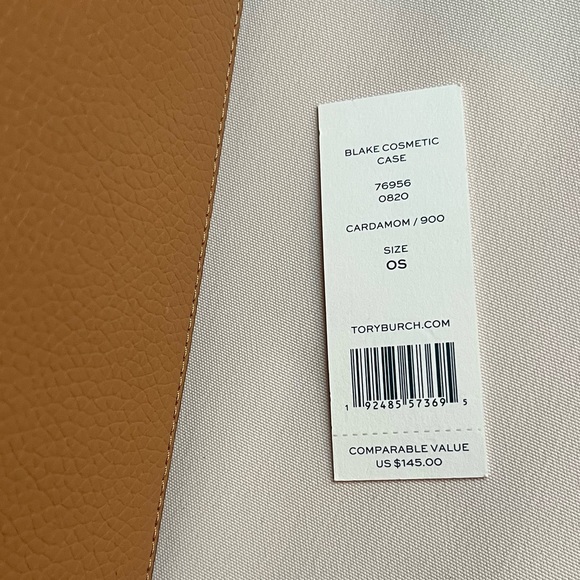 BLAKE COSMETIC
CASE
76956
0820
CARDAMOM / 900
SIZE
OS
TORYBURCH.COM
1 92485 57369 5
COMPARABLE VALUE
US $145.00